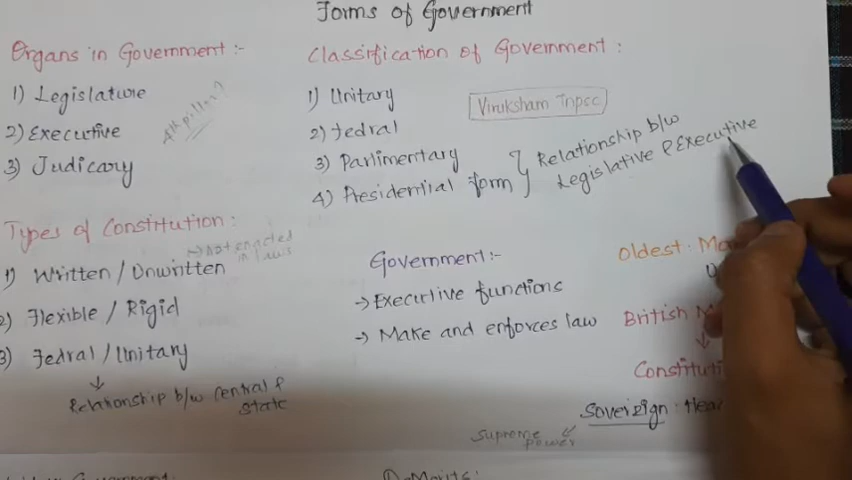 Forms of Government
Organs in Government :-
1) Legislature
2) Executive
3) Judicary
4th pillar?
Classification of Government :
1) Unitary
2) Fedral
3) Parlimentary
4) Presidential form
Viruksham Tnpsc
Relationship b/w
Legislative & Executive
Types of Constitution :
→ Not enacted
in laws
1) Written / Unwritten
2) Flexible / Rigid
3) Fedral / Unitary
↓
Relationship b/w Central &
State
Government :-
→ Executive functions
→ Make and enforces law
Oldest :
British
↓
Sovereign :
Supreme
power
Merits :